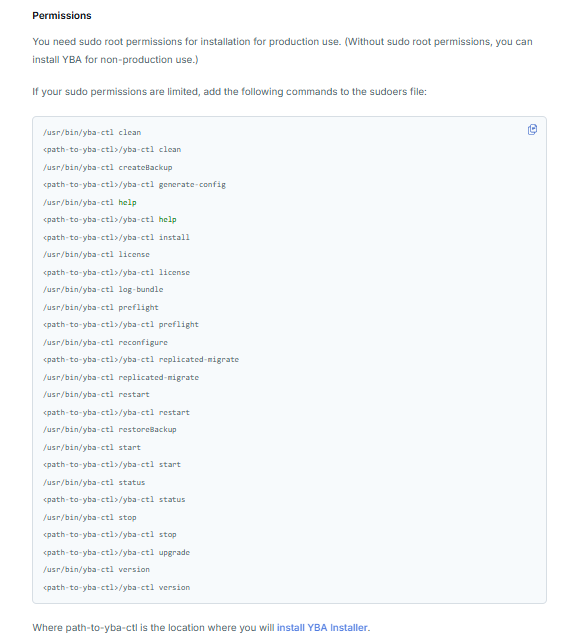 Permissions
You need sudo root permissions for installation for production use. (Without sudo root permissions, you can
install YBA for non-production use.)
If your sudo permissions are limited, add the following commands to the sudoers file:
/usr/bin/yba-ctl clean
<path-to-yba-ctl>/yba-ctl clean
/usr/bin/yba-ctl createBackup
<path-to-yba-ctl>/yba-ctl generate-config
/usr/bin/yba-ctl help
<path-to-yba-ctl>/yba-ctl help
<path-to-yba-ctl>/yba-ctl install
/usr/bin/yba-ctl license
<path-to-yba-ctl>/yba-ctl license
/usr/bin/yba-ctl log-bundle
/usr/bin/yba-ctl preflight
<path-to-yba-ctl>/yba-ctl preflight
/usr/bin/yba-ctl reconfigure
<path-to-yba-ctl>/yba-ctl replicated-migrate
/usr/bin/yba-ctl replicated-migrate
/usr/bin/yba-ctl restart
<path-to-yba-ctl>/yba-ctl restart
/usr/bin/yba-ctl restoreBackup
/usr/bin/yba-ctl start
<path-to-yba-ctl>/yba-ctl start
/usr/bin/yba-ctl status
<path-to-yba-ctl>/yba-ctl status
/usr/bin/yba-ctl stop
<path-to-yba-ctl>/yba-ctl stop
<path-to-yba-ctl>/yba-ctl upgrade
/usr/bin/yba-ctl version
<path-to-yba-ctl>/yba-ctl version
Where path-to-yba-ctl is the location where you will install YBA Installer.